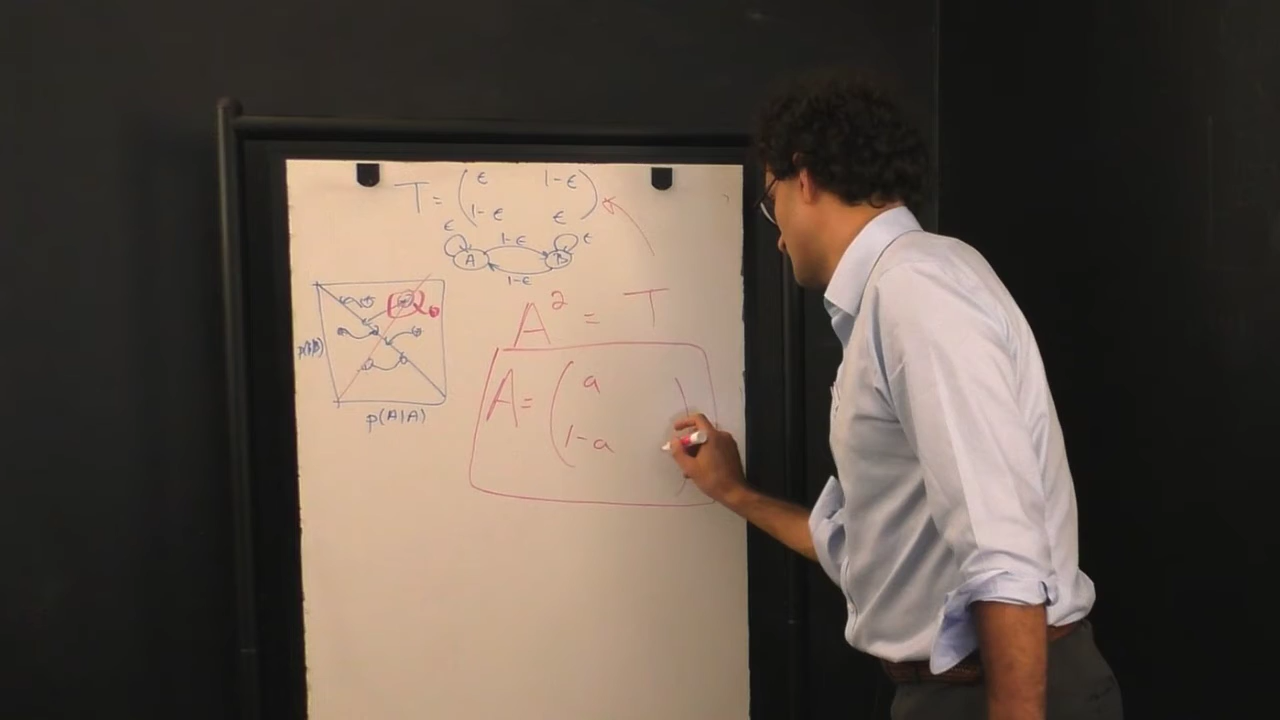 T = ( ε 1-ε
1-ε ε )
ε 1-ε ε
A B
1-ε
A² = T
p(B|B)
p(A|A)
A = ( a
1-a )